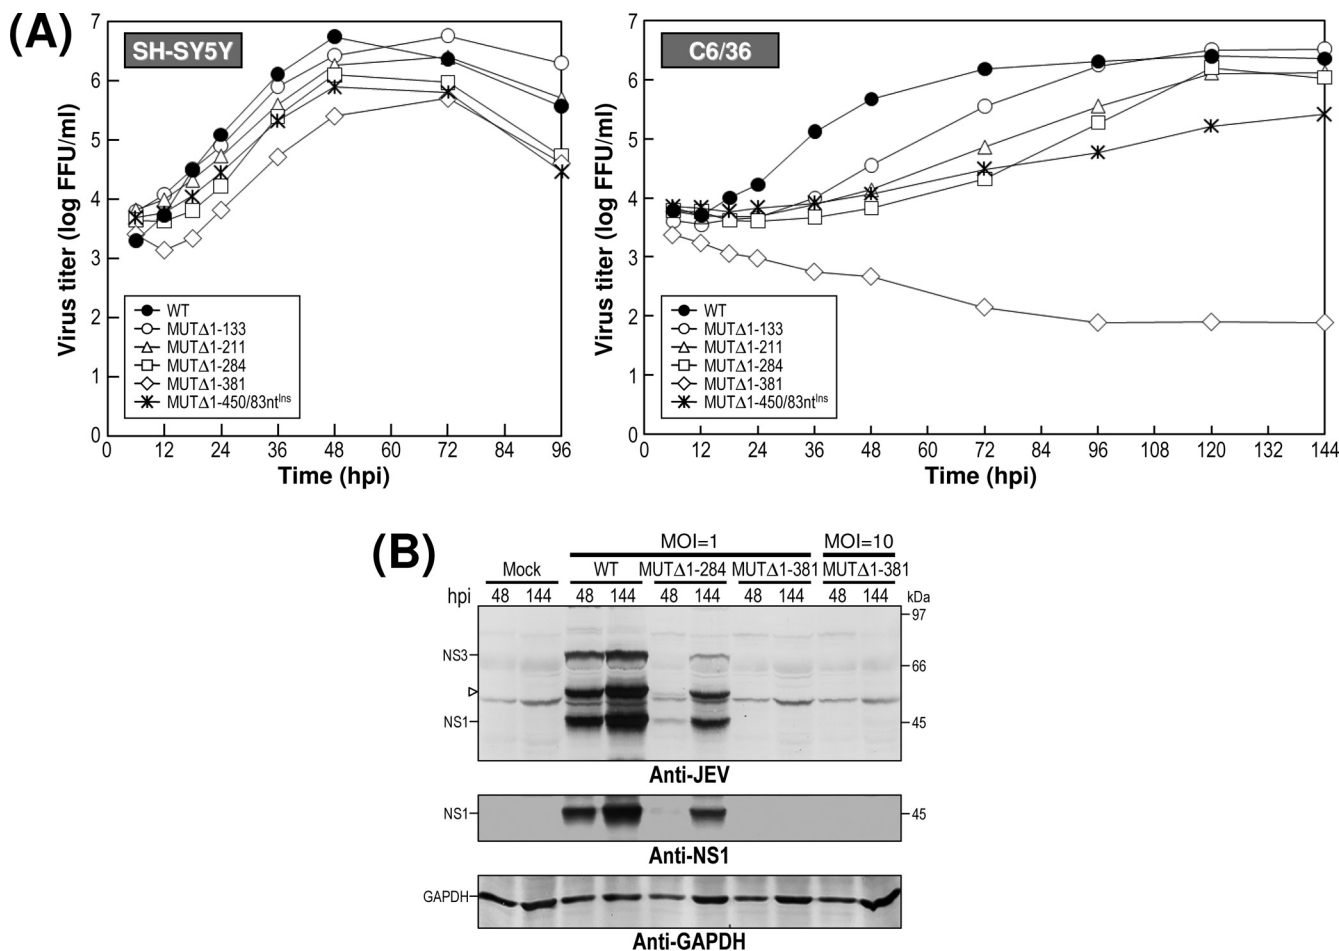 (A)
SH-SY5Y
Virus titer (log FFU/ml)
7
6
5
4
3
2
1
0
WT
MUTΔ1-133
MUTΔ1-211
MUTΔ1-284
MUTΔ1-381
MUTΔ1-450/83ntIns
0 12 24 36 48 60 72 84 96
Time (hpi)
C6/36
Virus titer (log FFU/ml)
7
6
5
4
3
2
1
0
WT
MUTΔ1-133
MUTΔ1-211
MUTΔ1-284
MUTΔ1-381
MUTΔ1-450/83ntIns
0 12 24 36 48 60 72 84 96 108 120 132 144
Time (hpi)
(B)
MOI=1 MOI=10
Mock WT MUTΔ1-284 MUTΔ1-381 MUTΔ1-381
hpi 48 144 48 144 48 144 48 144 48 144 kDa
97
NS3
66
NS1 45
Anti-JEV
NS1 45
Anti-NS1
GAPDH
Anti-GAPDH